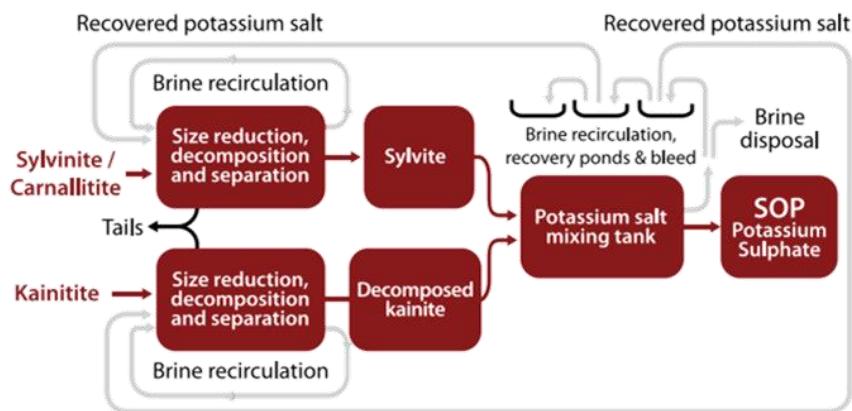 Recovered potassium salt
Recovered potassium salt
Brine recirculation
Size reduction,
decomposition
and separation
Sylvite
Brine recirculation,
recovery ponds & bleed
Brine
disposal
Sylvinite /
Carnallitite
Tails
Potassium salt
mixing tank
SOP
Potassium
Sulphate
Kainitite
Size reduction,
decomposition
and separation
Decomposed
kainite
Brine recirculation